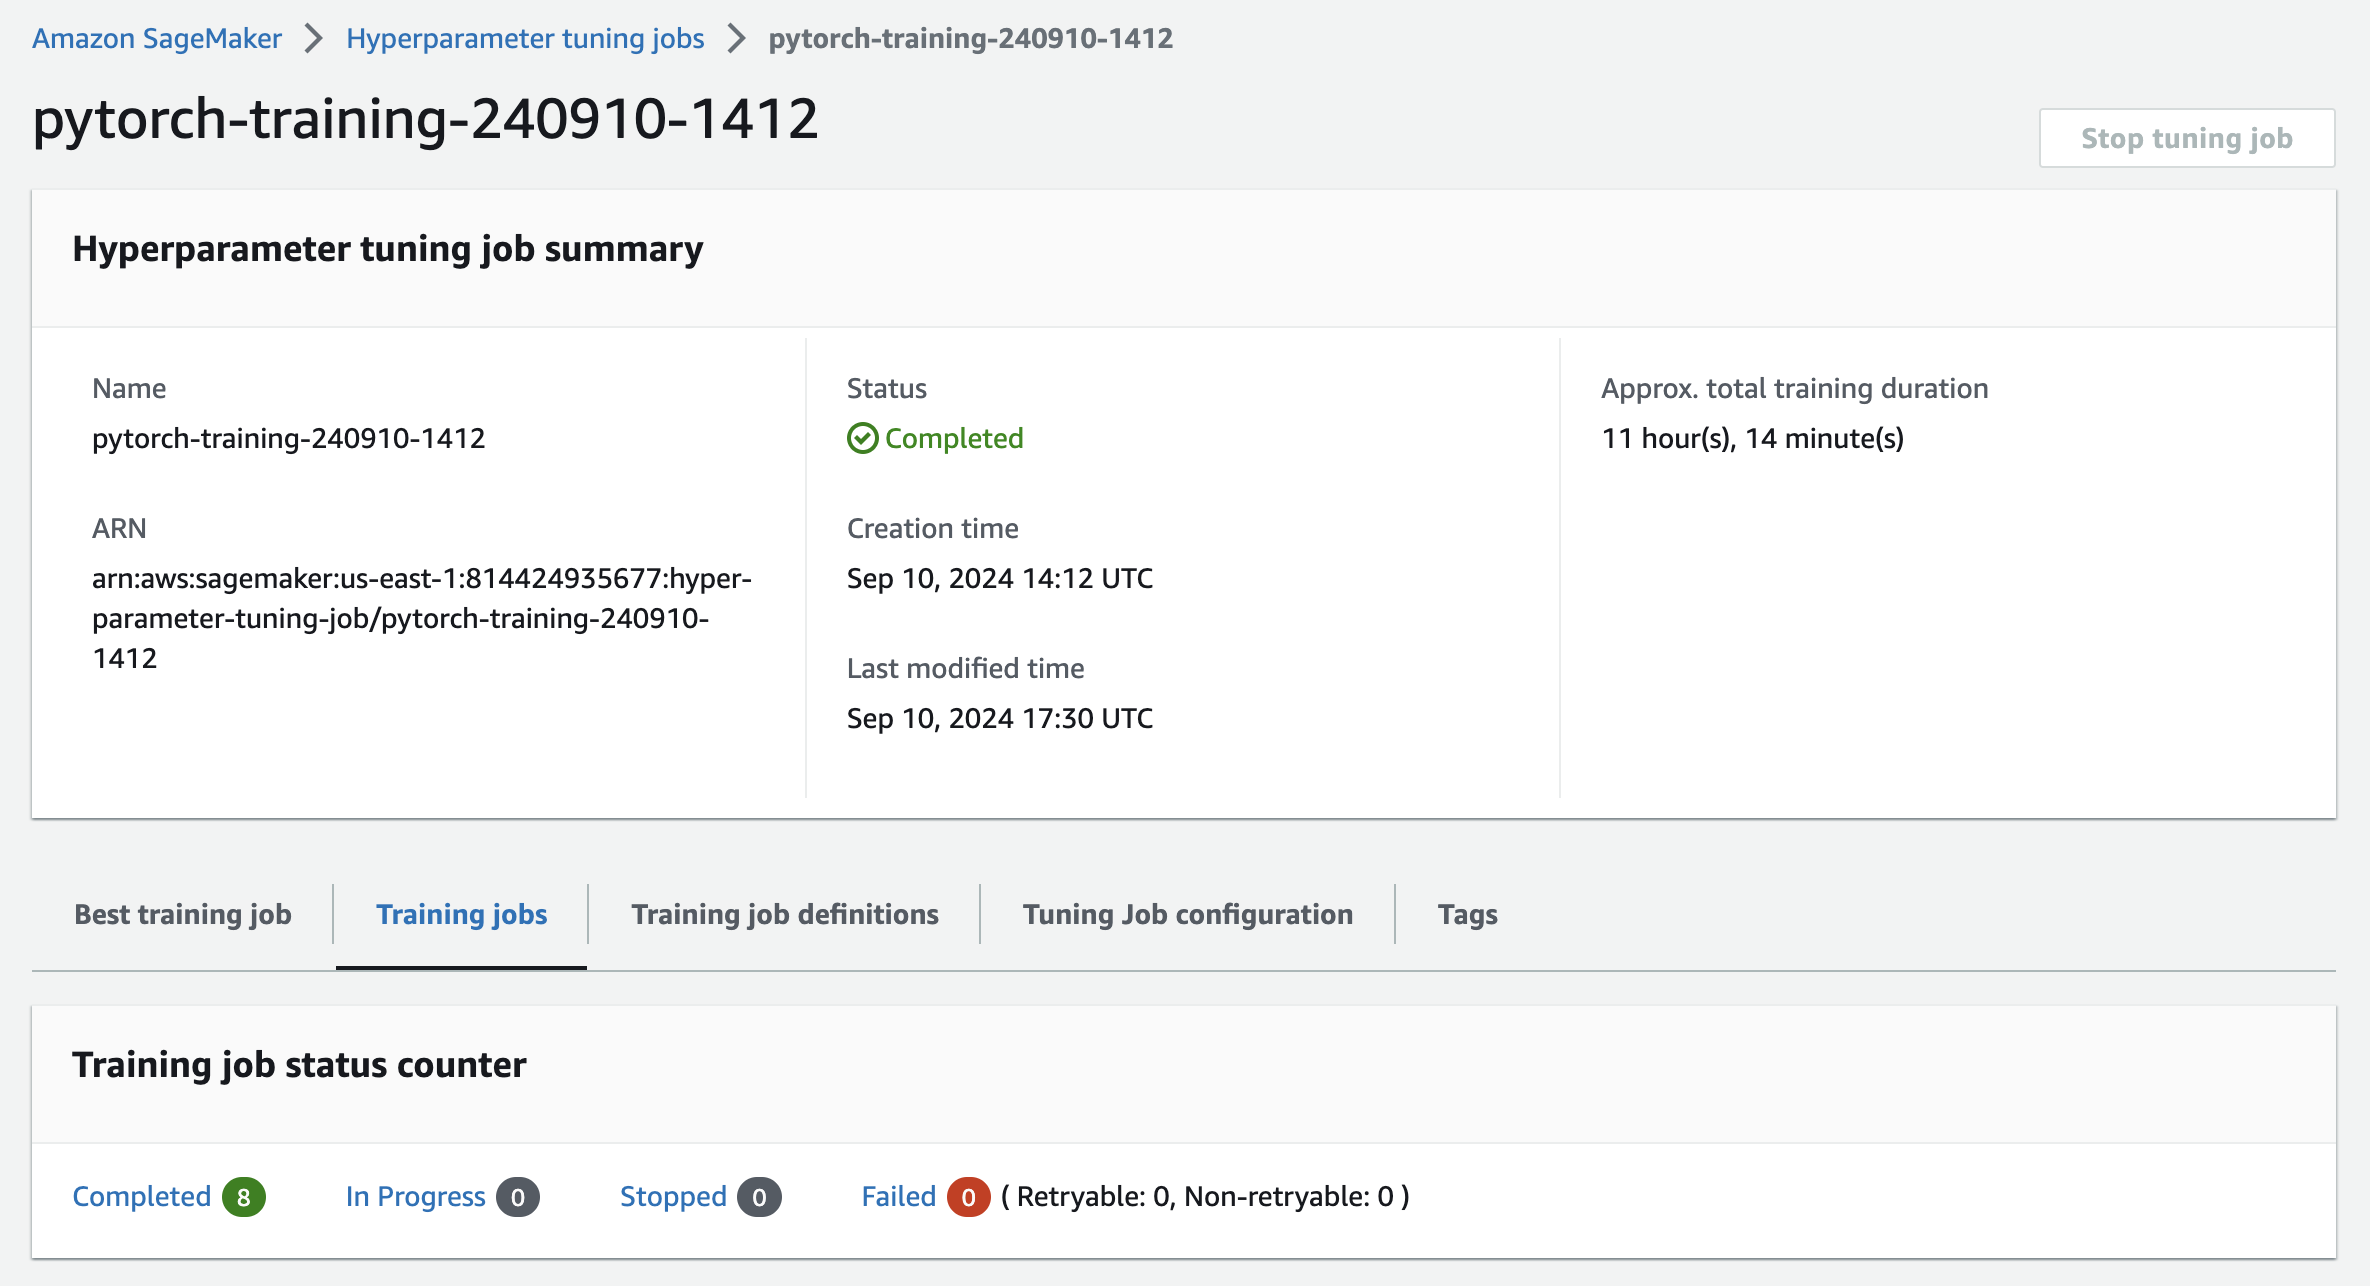 Amazon SageMaker > Hyperparameter tuning jobs > pytorch-training-240910-1412
pytorch-training-240910-1412
Stop tuning job
Hyperparameter tuning job summary
Name
pytorch-training-240910-1412
ARN
arn:aws:sagemaker:us-east-1:814424935677:hyper-
parameter-tuning-job/pytorch-training-240910-
1412
Status
Completed
Creation time
Sep 10, 2024 14:12 UTC
Last modified time
Sep 10, 2024 17:30 UTC
Approx. total training duration
11 hour(s), 14 minute(s)
Best training job Training jobs Training job definitions Tuning Job configuration Tags
Training job status counter
Completed 8 In Progress 0 Stopped 0 Failed 0 ( Retryable: 0, Non-retryable: 0 )